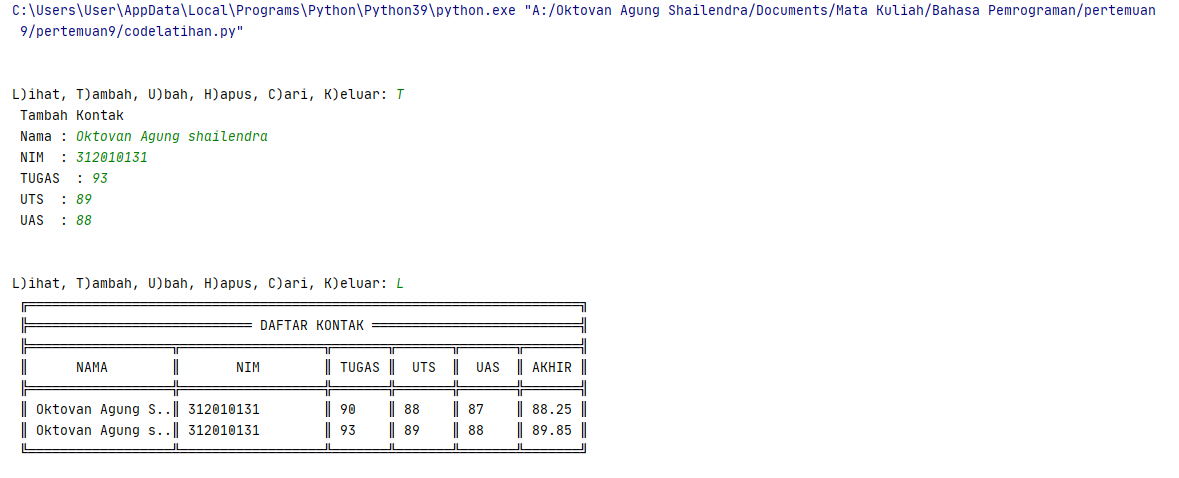 C:\Users\User\AppData\Local\Programs\Python\Python39\python.exe "A:/Oktovan Agung Shailendra/Documents/Mata Kuliah/Bahasa Pemrograman/pertemuan
9/pertemuan9/codelatihan.py"
L)ihat, T)ambah, U)bah, H)apus, C)ari, K)eluar: T
Tambah Kontak
Nama : Oktovan Agung shailendra
NIM  : 312010131
TUGAS  : 93
UTS  : 89
UAS  : 88
L)ihat, T)ambah, U)bah, H)apus, C)ari, K)eluar: L
DAFTAR KONTAK
NAMA NIM TUGAS UTS UAS AKHIR
Oktovan Agung S.. 312010131 90 88 87 88.25
Oktovan Agung s.. 312010131 93 89 88 89.85